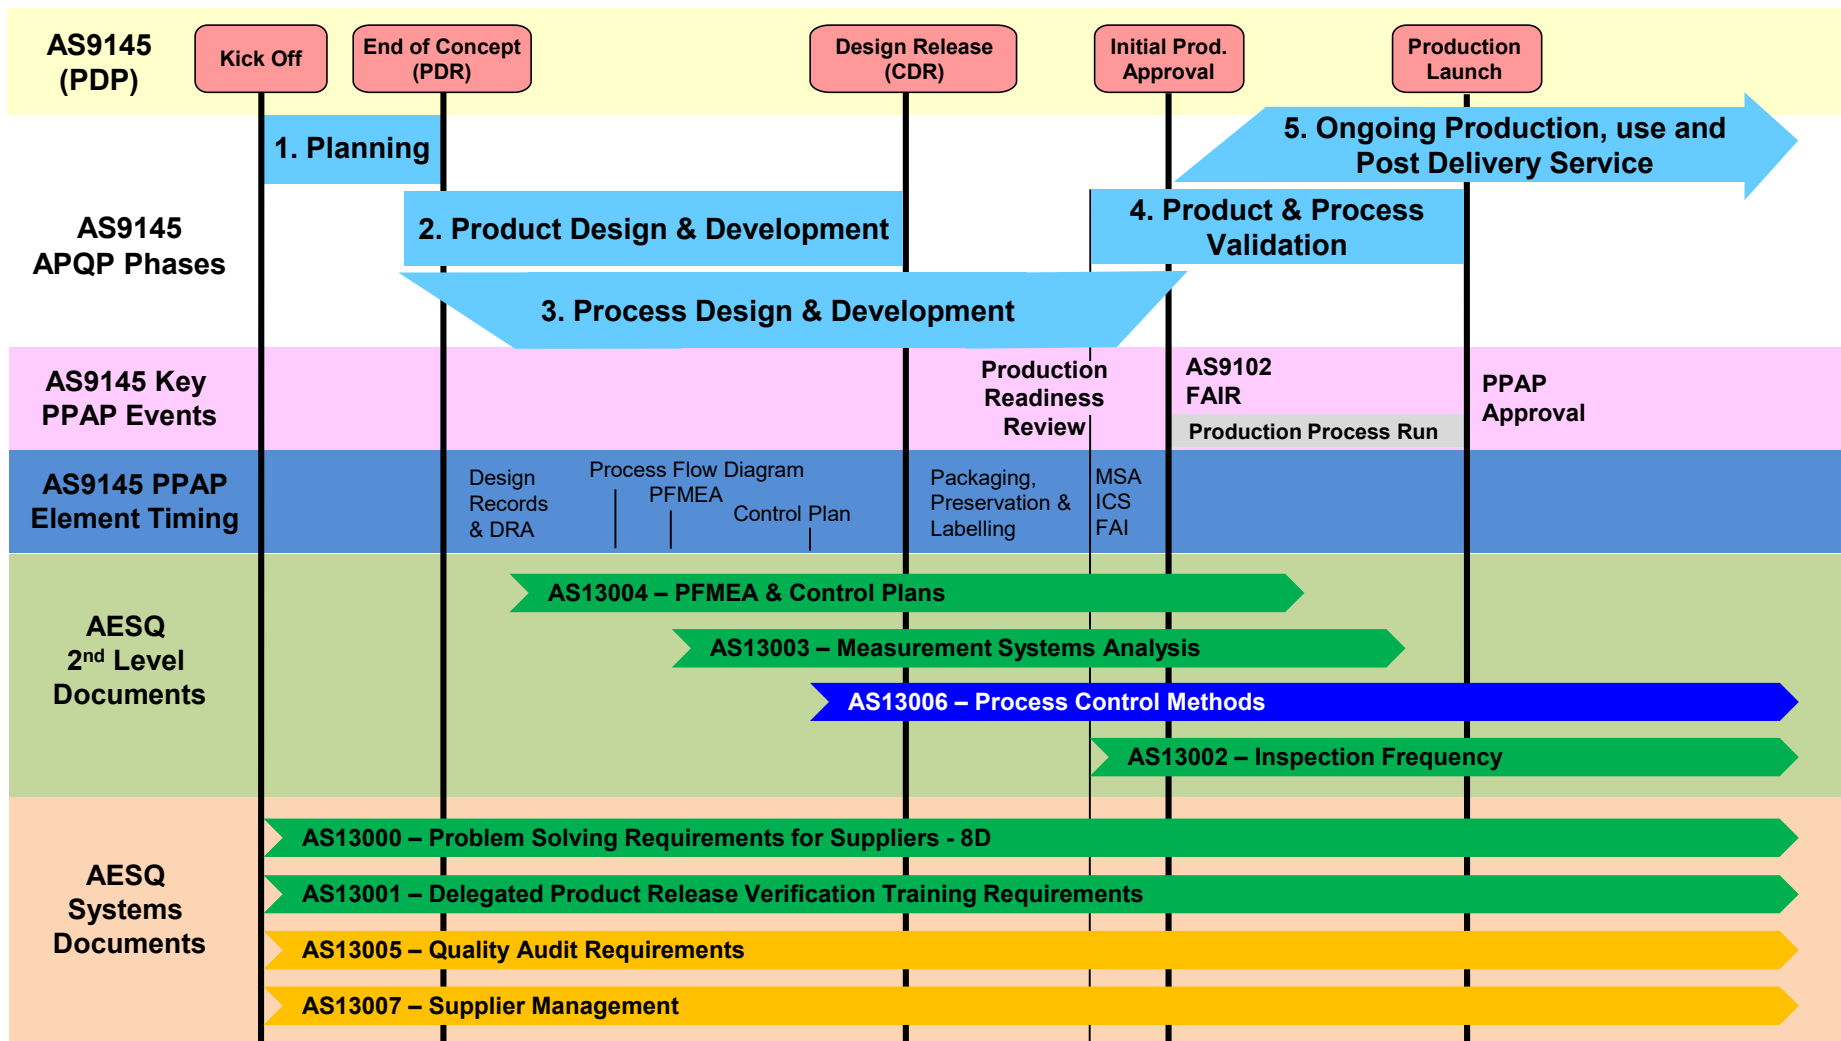 AS9145
(PDP)
Kick Off
End of Concept
(PDR)
Design Release
(CDR)
Initial Prod.
Approval
Production
Launch
AS9145
APQP Phases
1. Planning
2. Product Design & Development
3. Process Design & Development
4. Product & Process
Validation
5. Ongoing Production, use and
Post Delivery Service
AS9145 Key
PPAP Events
Production
Readiness
Review
AS9102
FAIR
Production Process Run
PPAP
Approval
AS9145 PPAP
Element Timing
Design
Records
& DRA
Process Flow Diagram
PFMEA
Control Plan
Packaging,
Preservation &
Labelling
MSA
ICS
FAI
AESQ
2nd Level
Documents
AS13004 – PFMEA & Control Plans
AS13003 – Measurement Systems Analysis
AS13006 – Process Control Methods
AS13002 – Inspection Frequency
AESQ
Systems
Documents
AS13000 – Problem Solving Requirements for Suppliers - 8D
AS13001 – Delegated Product Release Verification Training Requirements
AS13005 – Quality Audit Requirements
AS13007 – Supplier Management